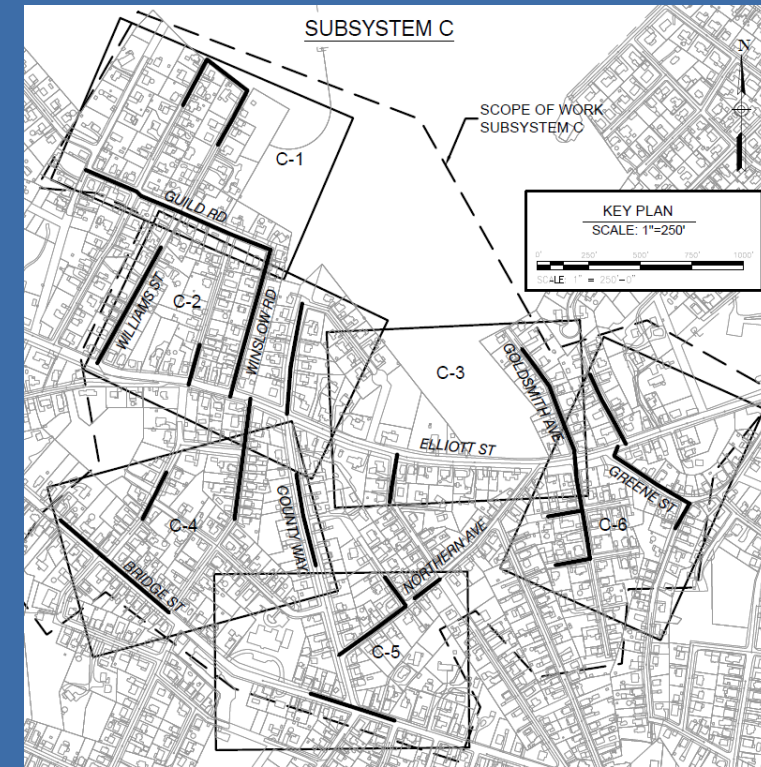 SUBSYSTEM C
N
SCOPE OF WORK
SUBSYSTEM C
C-1
KEY PLAN
SCALE: 1"=250'
0' 250' 500' 750' 1000'
SCALE 1" = 250'-0"
GUILD RD
C-2
WILLIAMS ST
WINSLOW RD
C-3
GOLDSMITH AVE
ELLIOTT ST
GREENE ST
COUNTY WAY
C-4
C-6
NORTHERN AVE
BRIDGE ST
C-5